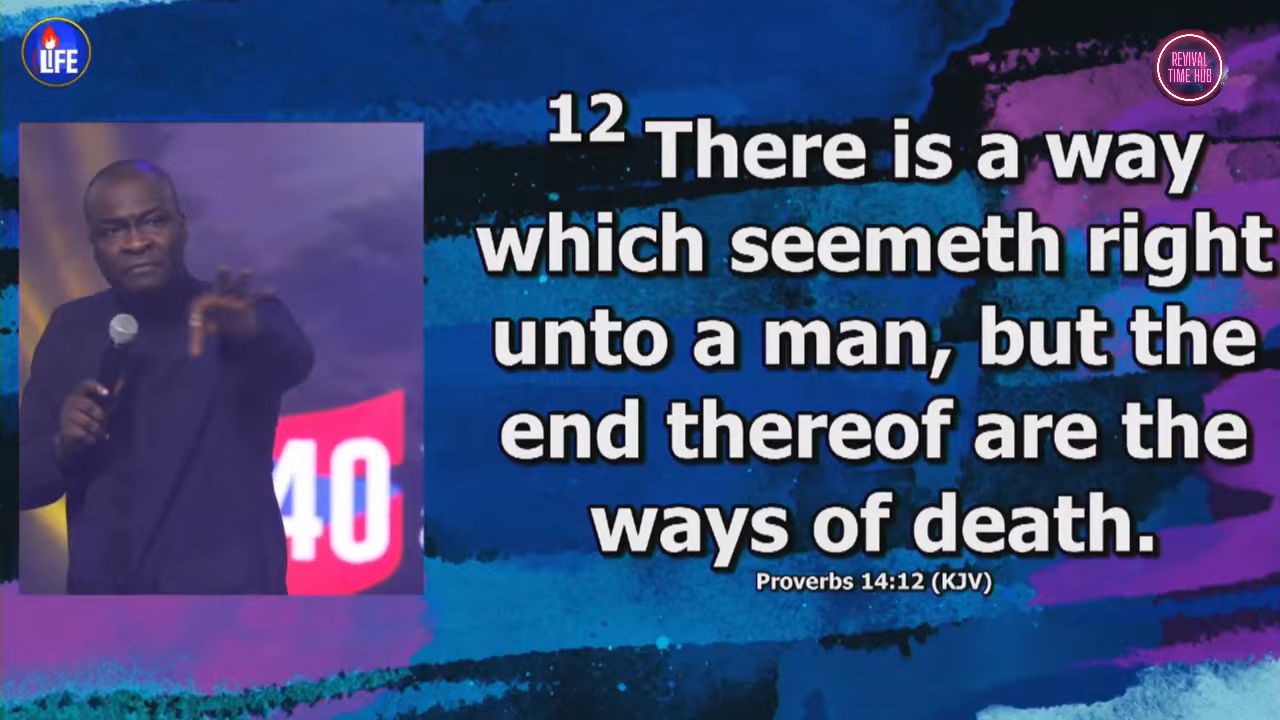 LIFE
REVIVAL
TIME HUB
12 There is a way
which seemeth right
unto a man, but the
end thereof are the
ways of death.
Proverbs 14:12 (KJV)
40